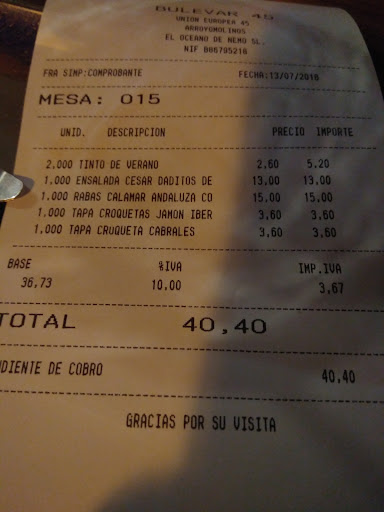 BULEVAR 45
UNION EUROPEA 45
ARROYOMOLINOS
EL OCEANO DE NEMO SL.
NIF B86795216
FRA SIMP:COMPROBANTE FECHA:13/07/2018
MESA: 015
UNID. DESCRIPCION PRECIO IMPORTE
2.000 TINTO DE VERANO 2.60 5.20
1.000 ENSALADA CESAR DADITOS DE 13,00 13.00
1.000 RABAS CALAMAR ANDALUZA CO 15,00 15,00
1.000 TAPA CROQUETAS JAMON IBER 3,60 3,60
1.000 TAPA CRUQUETA CABRALES 3,60 3,60
BASE %IVA IMP.IVA
36,73 10,00 3,67
TOTAL 40,40
DIENTE DE COBRO 40,40
GRACIAS POR SU VISITA